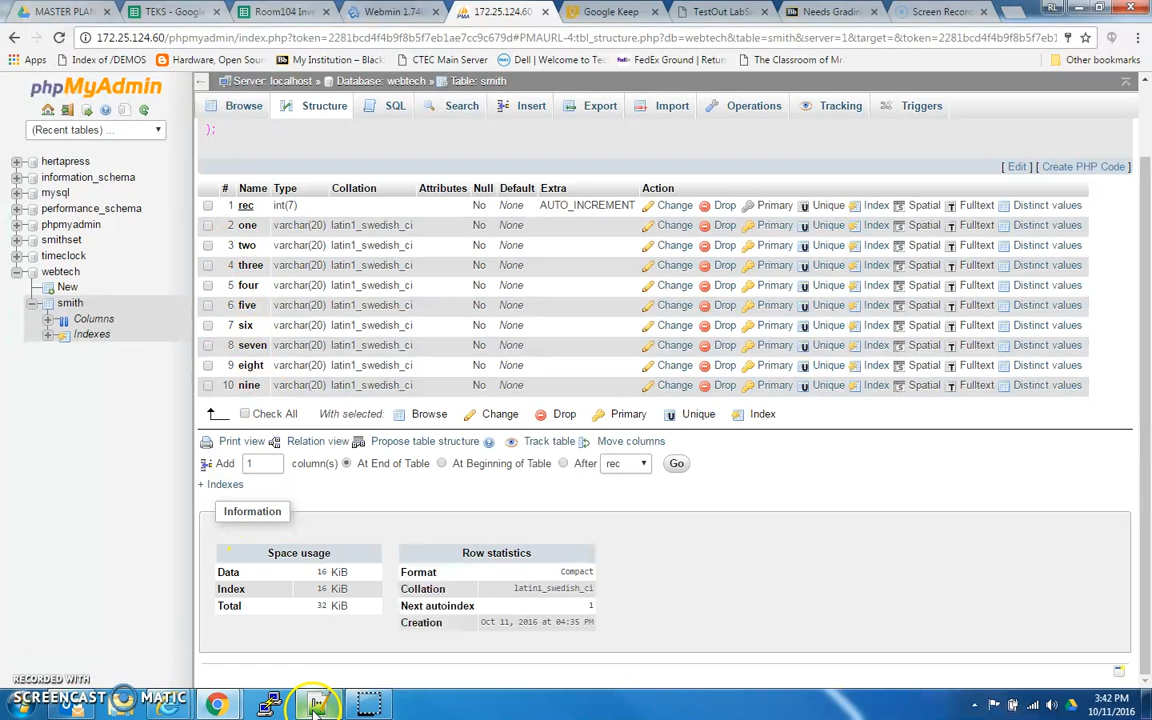 MASTER PLAN
TEKS - Google
Room104 Inve
Webmin 1.740
172.25.124.60
Google Keep
TestOut LabSi
Needs Grading
Screen Record
RL
172.25.124.60/phpmyadmin/index.php?token=2281bcd4f4b9f8b5f7eb1ae7cc9c679d#PMAURL-4:tbl_structure.php?db=webtech&table=smith&server=1&target=&token=2281bcd4f4b9f8b5f7eb1
Apps
Index of /DEMOS
Hardware, Open Sour
My Institution – Black
CTEC Main Server
Dell | Welcome to Tec
FedEx Ground | Retur
The Classroom of Mr.
Other bookmarks
phpMyAdmin
(Recent tables) ...
hertapress
information_schema
mysql
performance_schema
phpmyadmin
smithset
timeclock
webtech
New
smith
Columns
Indexes
Server: localhost » Database: webtech » Table: smith
Browse Structure SQL Search Insert Export Import Operations Tracking Triggers
);
[ Edit ] [ Create PHP Code ]
# Name Type Collation Attributes Null Default Extra Action
1 rec int(7) No None AUTO_INCREMENT Change Drop Primary Unique Index Spatial Fulltext Distinct values
2 one varchar(20) latin1_swedish_ci No None Change Drop Primary Unique Index Spatial Fulltext Distinct values
3 two varchar(20) latin1_swedish_ci No None Change Drop Primary Unique Index Spatial Fulltext Distinct values
4 three varchar(20) latin1_swedish_ci No None Change Drop Primary Unique Index Spatial Fulltext Distinct values
5 four varchar(20) latin1_swedish_ci No None Change Drop Primary Unique Index Spatial Fulltext Distinct values
6 five varchar(20) latin1_swedish_ci No None Change Drop Primary Unique Index Spatial Fulltext Distinct values
7 six varchar(20) latin1_swedish_ci No None Change Drop Primary Unique Index Spatial Fulltext Distinct values
8 seven varchar(20) latin1_swedish_ci No None Change Drop Primary Unique Index Spatial Fulltext Distinct values
9 eight varchar(20) latin1_swedish_ci No None Change Drop Primary Unique Index Spatial Fulltext Distinct values
10 nine varchar(20) latin1_swedish_ci No None Change Drop Primary Unique Index Spatial Fulltext Distinct values
Check All With selected: Browse Change Drop Primary Unique Index
Print view Relation view Propose table structure Track table Move columns
Add 1 column(s) At End of Table At Beginning of Table After rec Go
+ Indexes
Information
Space usage
Data 16 KiB
Index 16 KiB
Total 32 KiB
Row statistics
Format Compact
Collation latin1_swedish_ci
Next autoindex 1
Creation Oct 11, 2016 at 04:35 PM
RECORDED WITH
SCREENCAST MATIC
3:42 PM
10/11/2016